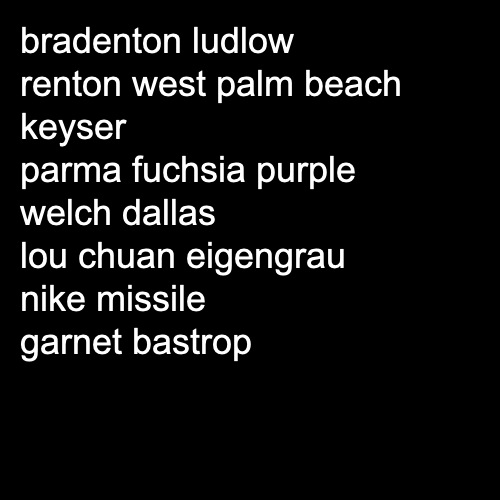 bradenton ludlow
renton west palm beach
keyser
parma fuchsia purple
welch dallas
lou chuan eigengrau
nike missile
garnet bastrop